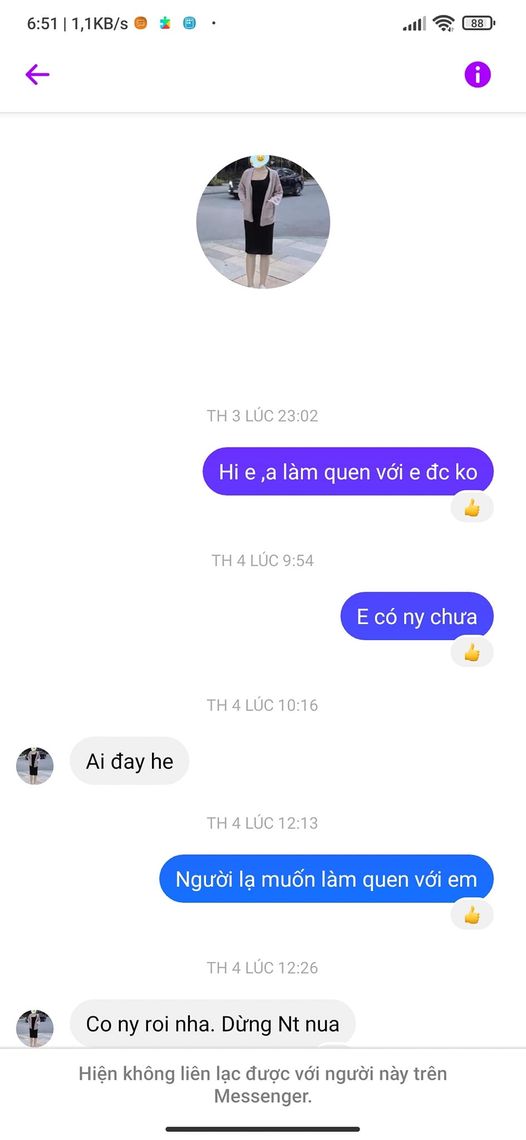 6:51 | 1,1KB/s
88
TH 3 LÚC 23:02
Hi e ,a làm quen với e đc ko
TH 4 LÚC 9:54
E có ny chưa
TH 4 LÚC 10:16
Ai đay he
TH 4 LÚC 12:13
Người lạ muốn làm quen với em
TH 4 LÚC 12:26
Co ny roi nha. Dừng Nt nua
Hiện không liên lạc được với người này trên
Messenger.